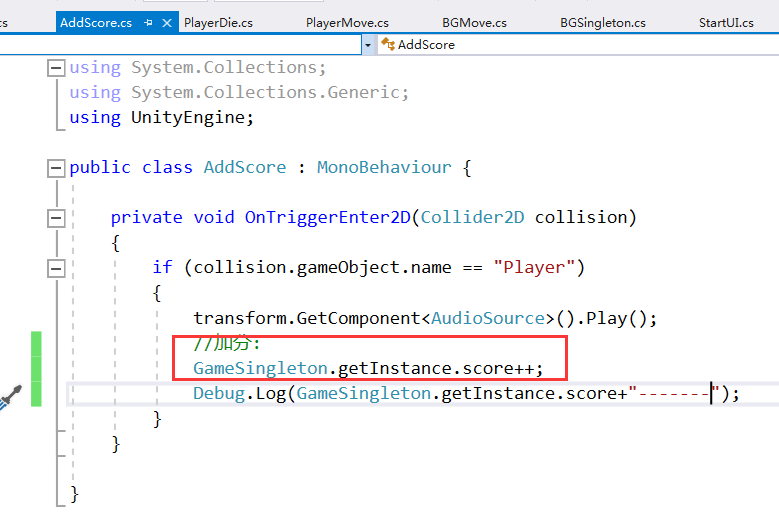 cs
AddScore.cs
PlayerDie.cs
PlayerMove.cs
BGMove.cs
BGSingleton.cs
StartUI.cs
AddScore
using System.Collections;
using System.Collections.Generic;
using UnityEngine;
public class AddScore : MonoBehaviour {
private void OnTriggerEnter2D(Collider2D collision)
{
if (collision.gameObject.name == "Player")
{
transform.GetComponent<AudioSource>().Play();
//加分:
GameSingleton.getInstance.score++;
Debug.Log(GameSingleton.getInstance.score+"-------");
}
}
}